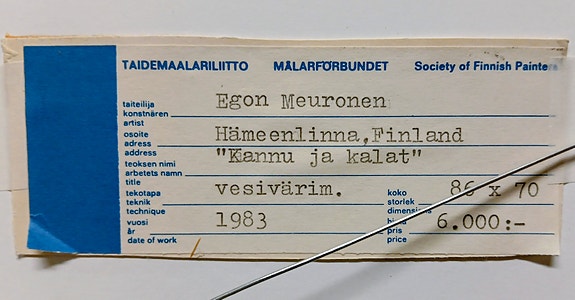 TAIDEMAALARILIITTO MÅLARFÖRBUNDET Society of Finnish Painters
taiteilija
konstnären Egon Meuronen
artist
osoite
adress Hämeenlinna,Finland
address
teoksen nimi "Kannu ja kalat"
arbetets namn
title
tekotapa vesivärim. koko 86 x 70
teknik storlek
technique dimensions
vuosi 1983 6.000:-
år pris
date of work price